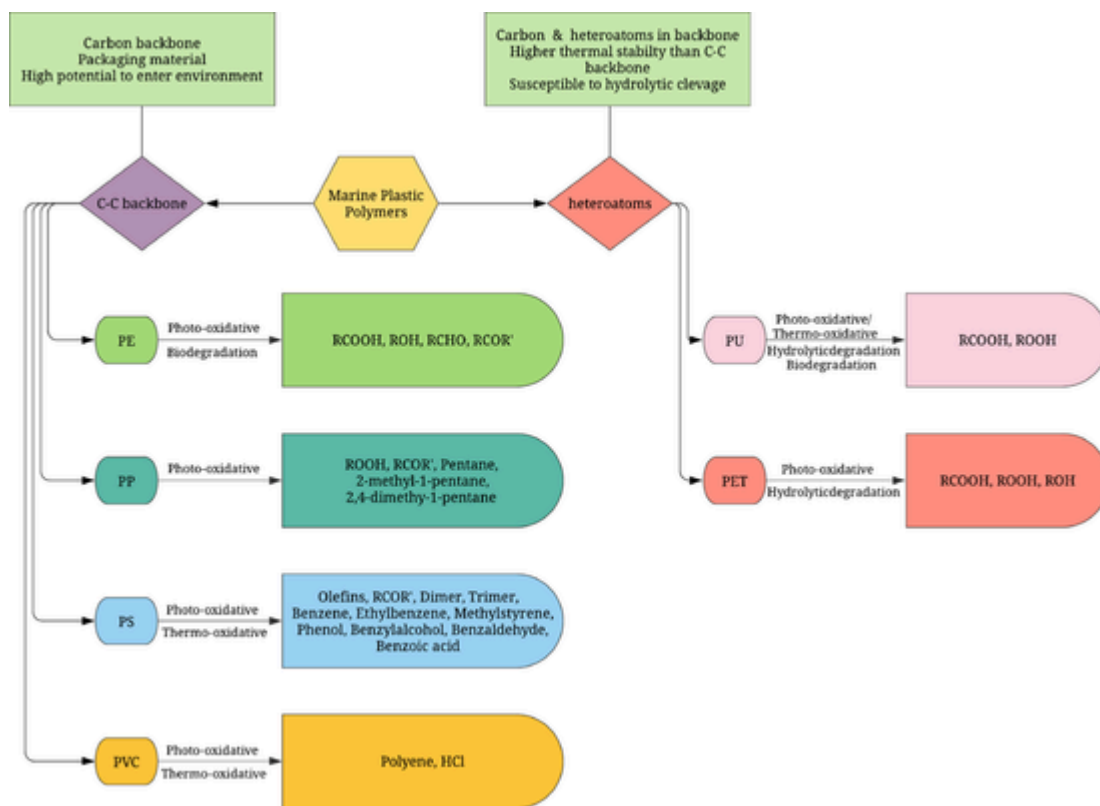 Carbon backbone
Packaging material
High potential to enter environment
Carbon & heteroatoms in backbone
Higher thermal stabilty than C-C
backbone
Susceptible to hydrolytic clevage
C-C backbone
Marine Plastic
Polymers
heteroatoms
PE
Photo-oxidative
Biodegradation
RCOOH, ROH, RCHO, RCOR'
PU
Photo-oxidative/
Thermo-oxidative
Hydrolyticdegradation
Biodegradation
RCOOH, ROOH
PP
Photo-oxidative
ROOH, RCOR', Pentane,
2-methyl-1-pentane,
2,4-dimethy-1-pentane
PET
Photo-oxidative
Hydrolyticdegradation
RCOOH, ROOH, ROH
PS
Photo-oxidative
Thermo-oxidative
Olefins, RCOR', Dimer, Trimer,
Benzene, Ethylbenzene, Methylstyrene,
Phenol, Benzylalcohol, Benzaldehyde,
Benzoic acid
PVC
Photo-oxidative
Thermo-oxidative
Polyene, HCl